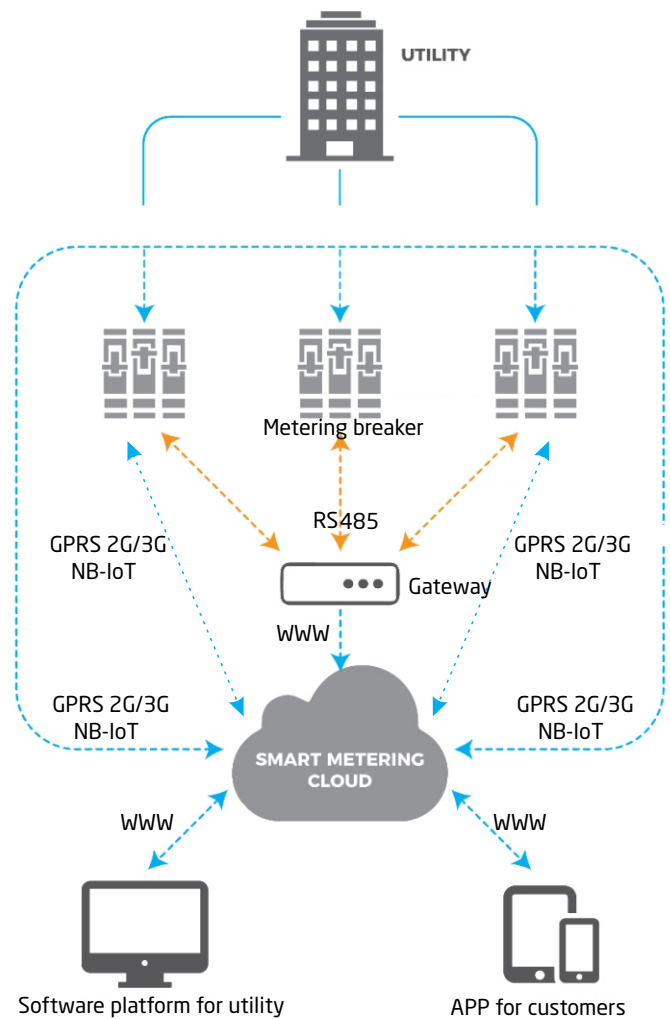 UTILITY
Metering breaker
RS485
GPRS 2G/3G
NB-IoT
GPRS 2G/3G
NB-IoT
Gateway
WWW
GPRS 2G/3G
NB-IoT
GPRS 2G/3G
NB-IoT
SMART METERING
CLOUD
WWW
WWW
Software platform for utility
APP for customers